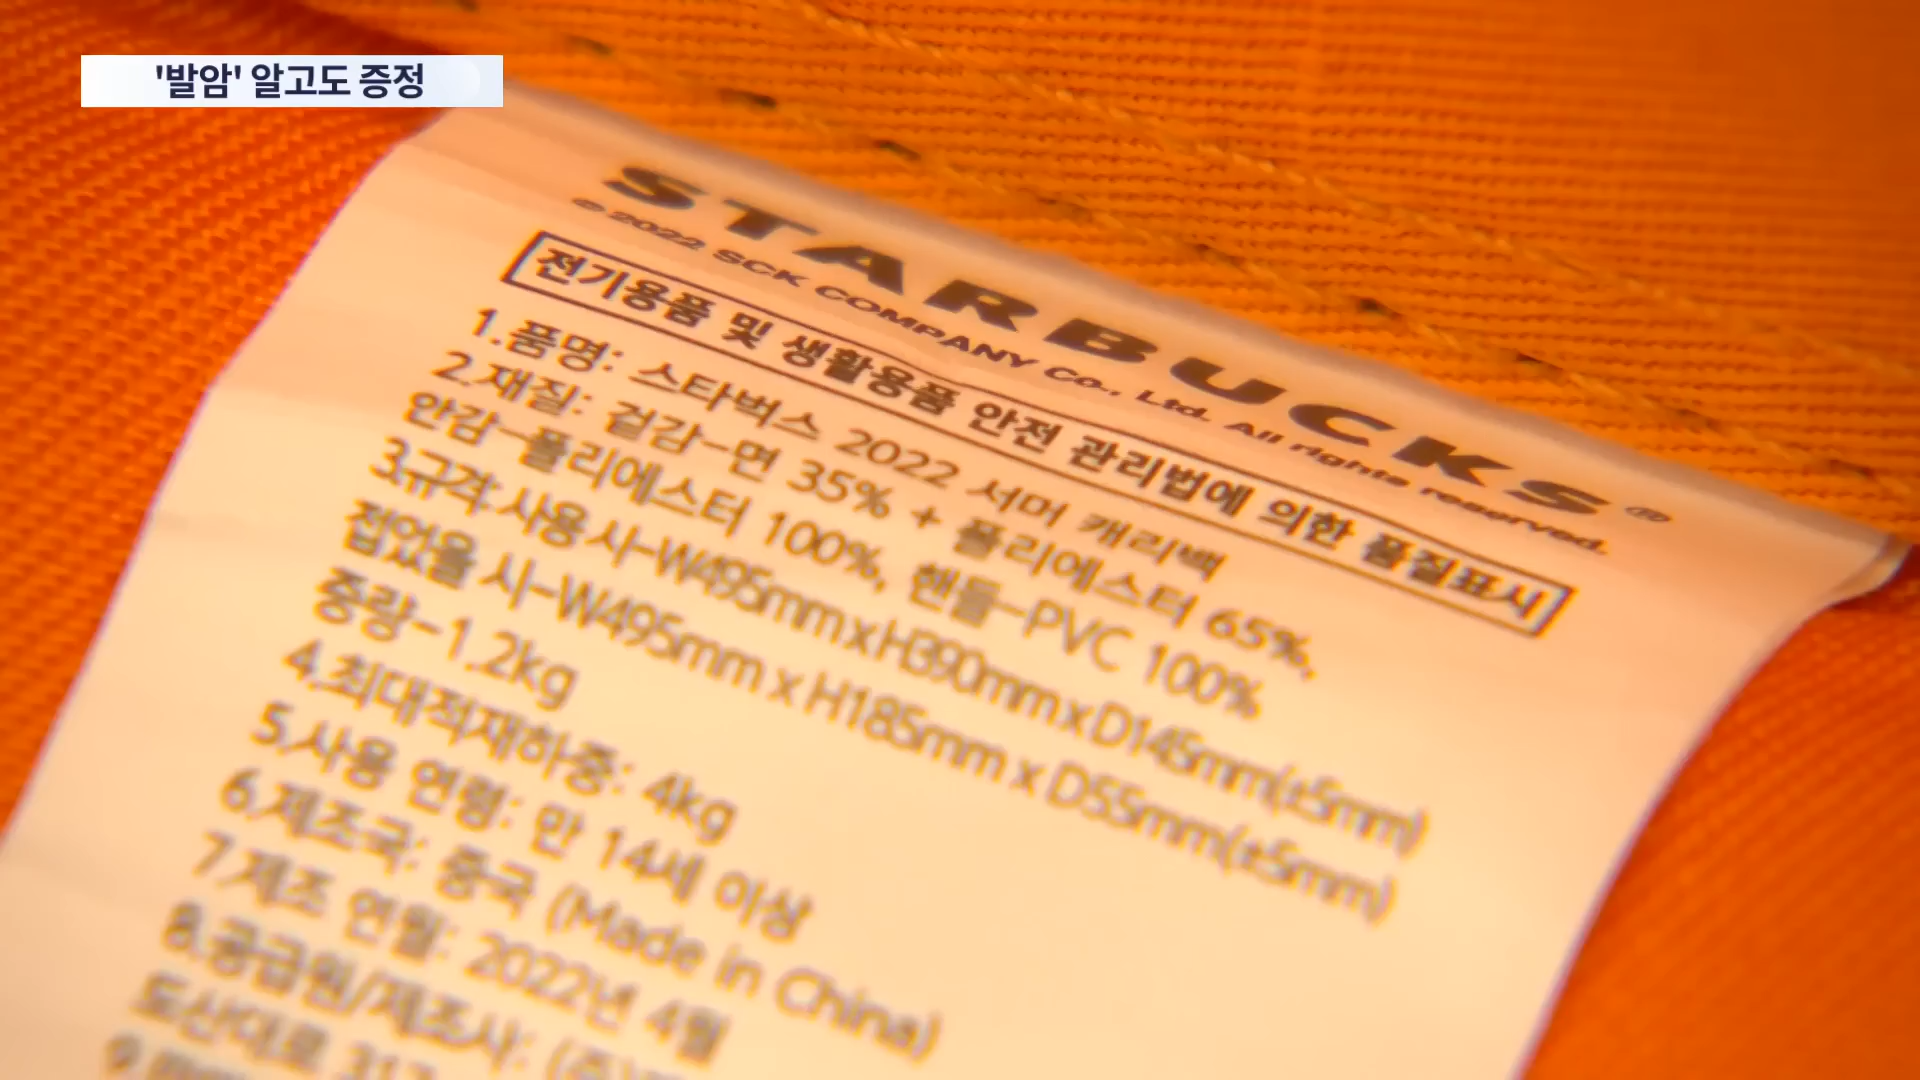 '발암' 알고도 증정
STARBUCKS®
© 2022 SCK COMPANY Co., Ltd. All rights reserved.
전기용품 및 생활용품 안전 관리법에 의한 품질표시
1.품명: 스타벅스 2022 서머 캐리백
2.재질: 겉감-면 35% + 폴리에스터 65%,
안감-폴리에스터 100%, 핸들-PVC 100%
3.규격.사용 시-W495mm x H390mm x D145mm(±5mm)
접었을 시-W495mm x H185mm x D55mm(±5mm)
중량-1.2kg
4.최대적재하중: 4kg
5.사용 연령: 만 14세 이상
6.제조국: 중국 (Made in China)
7.제조 연월: 2022년 4월
8.공급원/제조사: (주)
도산대로 317
9